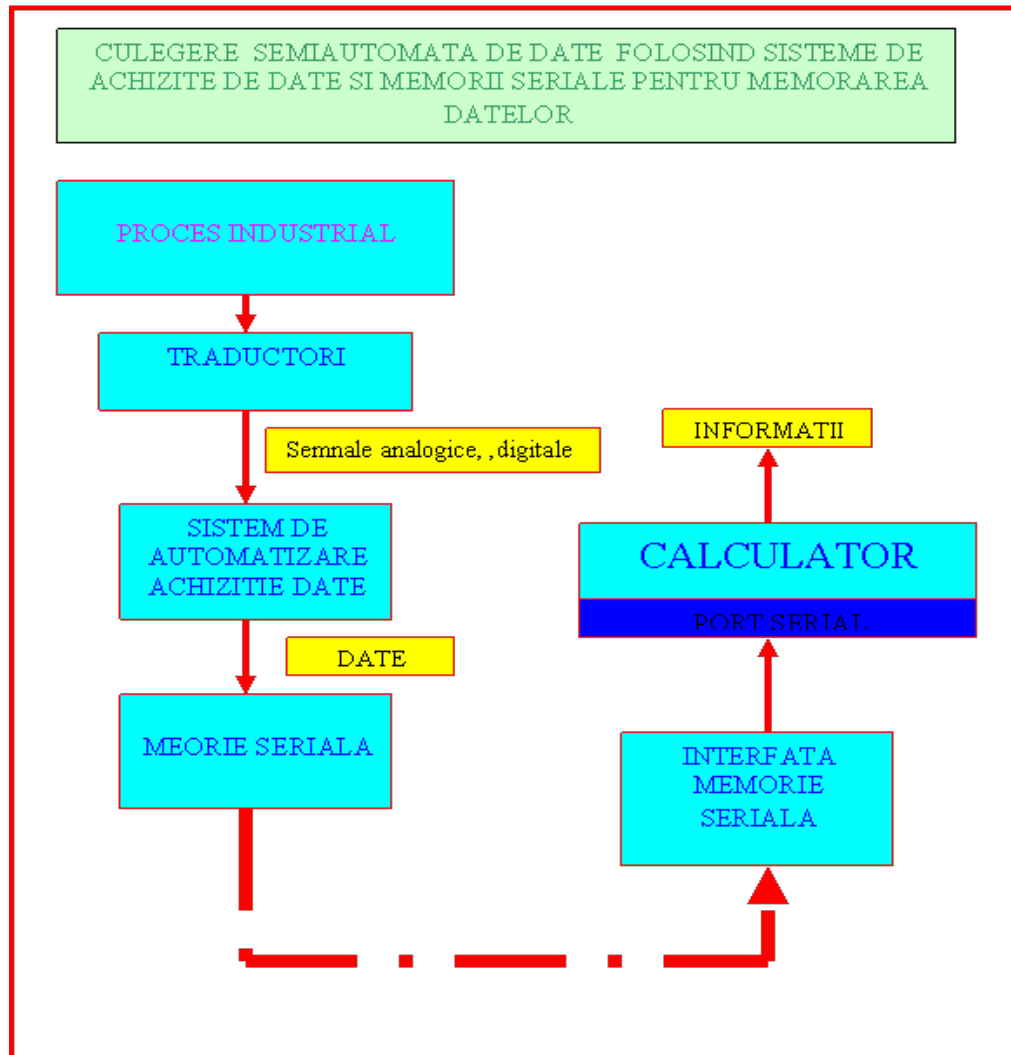 CULEGERE SEMIAUTOMATA DE DATE FOLOSIND SISTEME DE
ACHIZITE DE DATE SI MEMORII SERIALE PENTRU MEMORAREA
DATELOR
PROCES INDUSTRIAL
TRADUCTORI
Semnale analogice, ,digitale
SISTEM DE
AUTOMATIZARE
ACHIZITIE DATE
DATE
MEORIE SERIALA
INFORMATII
CALCULATOR
PORT SERIAL
INTERFATA
MEMORIE
SERIALA